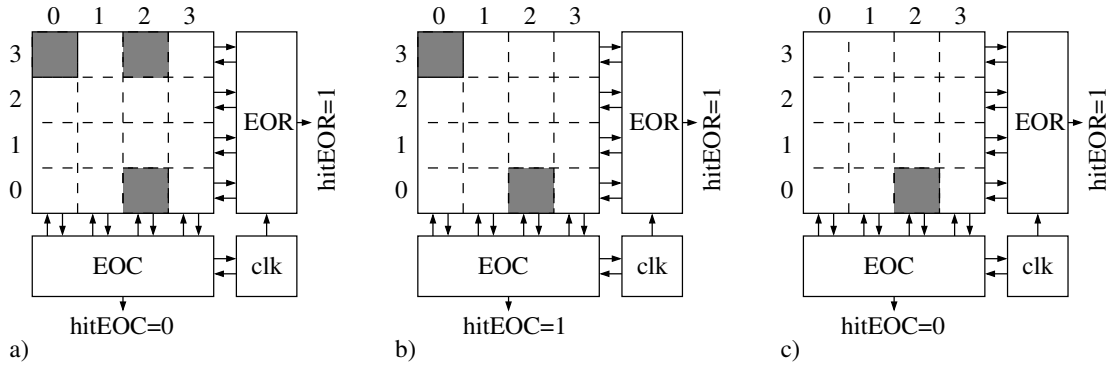 0 1 2 3
3
2
1
0
EOR
hitEOR=1
EOC
clk
hitEOC=0
a)
0 1 2 3
3
2
1
0
EOR
hitEOR=1
EOC
clk
hitEOC=1
b)
0 1 2 3
3
2
1
0
EOR
hitEOR=1
EOC
clk
hitEOC=0
c)